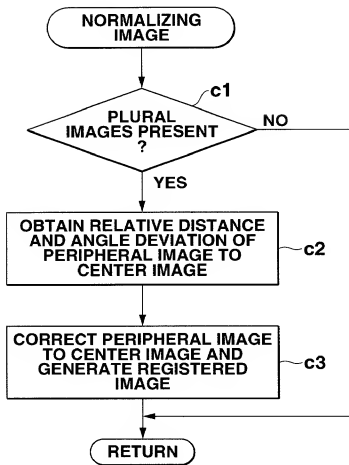 NORMALIZING
IMAGE
c1
PLURAL
IMAGES PRESENT
?
NO
YES
OBTAIN RELATIVE DISTANCE
AND ANGLE DEVIATION OF
PERIPHERAL IMAGE TO
CENTER IMAGE
c2
CORRECT PERIPHERAL IMAGE
TO CENTER IMAGE AND
GENERATE REGISTERED
IMAGE
c3
RETURN